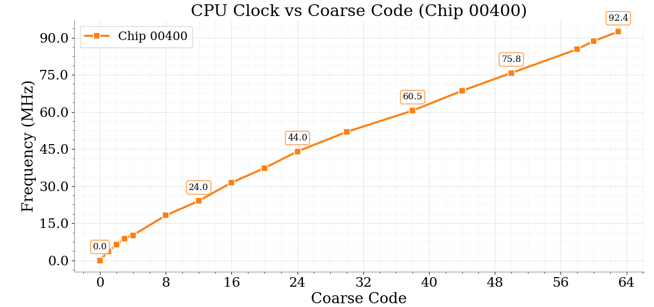 CPU Clock vs Coarse Code (Chip 00400)
Chip 00400
92.4
75.8
60.5
44.0
24.0
0.0
Frequency (MHz)
90.0
75.0
60.0
45.0
30.0
15.0
0.0
0 8 16 24 32 40 48 56 64
Coarse Code